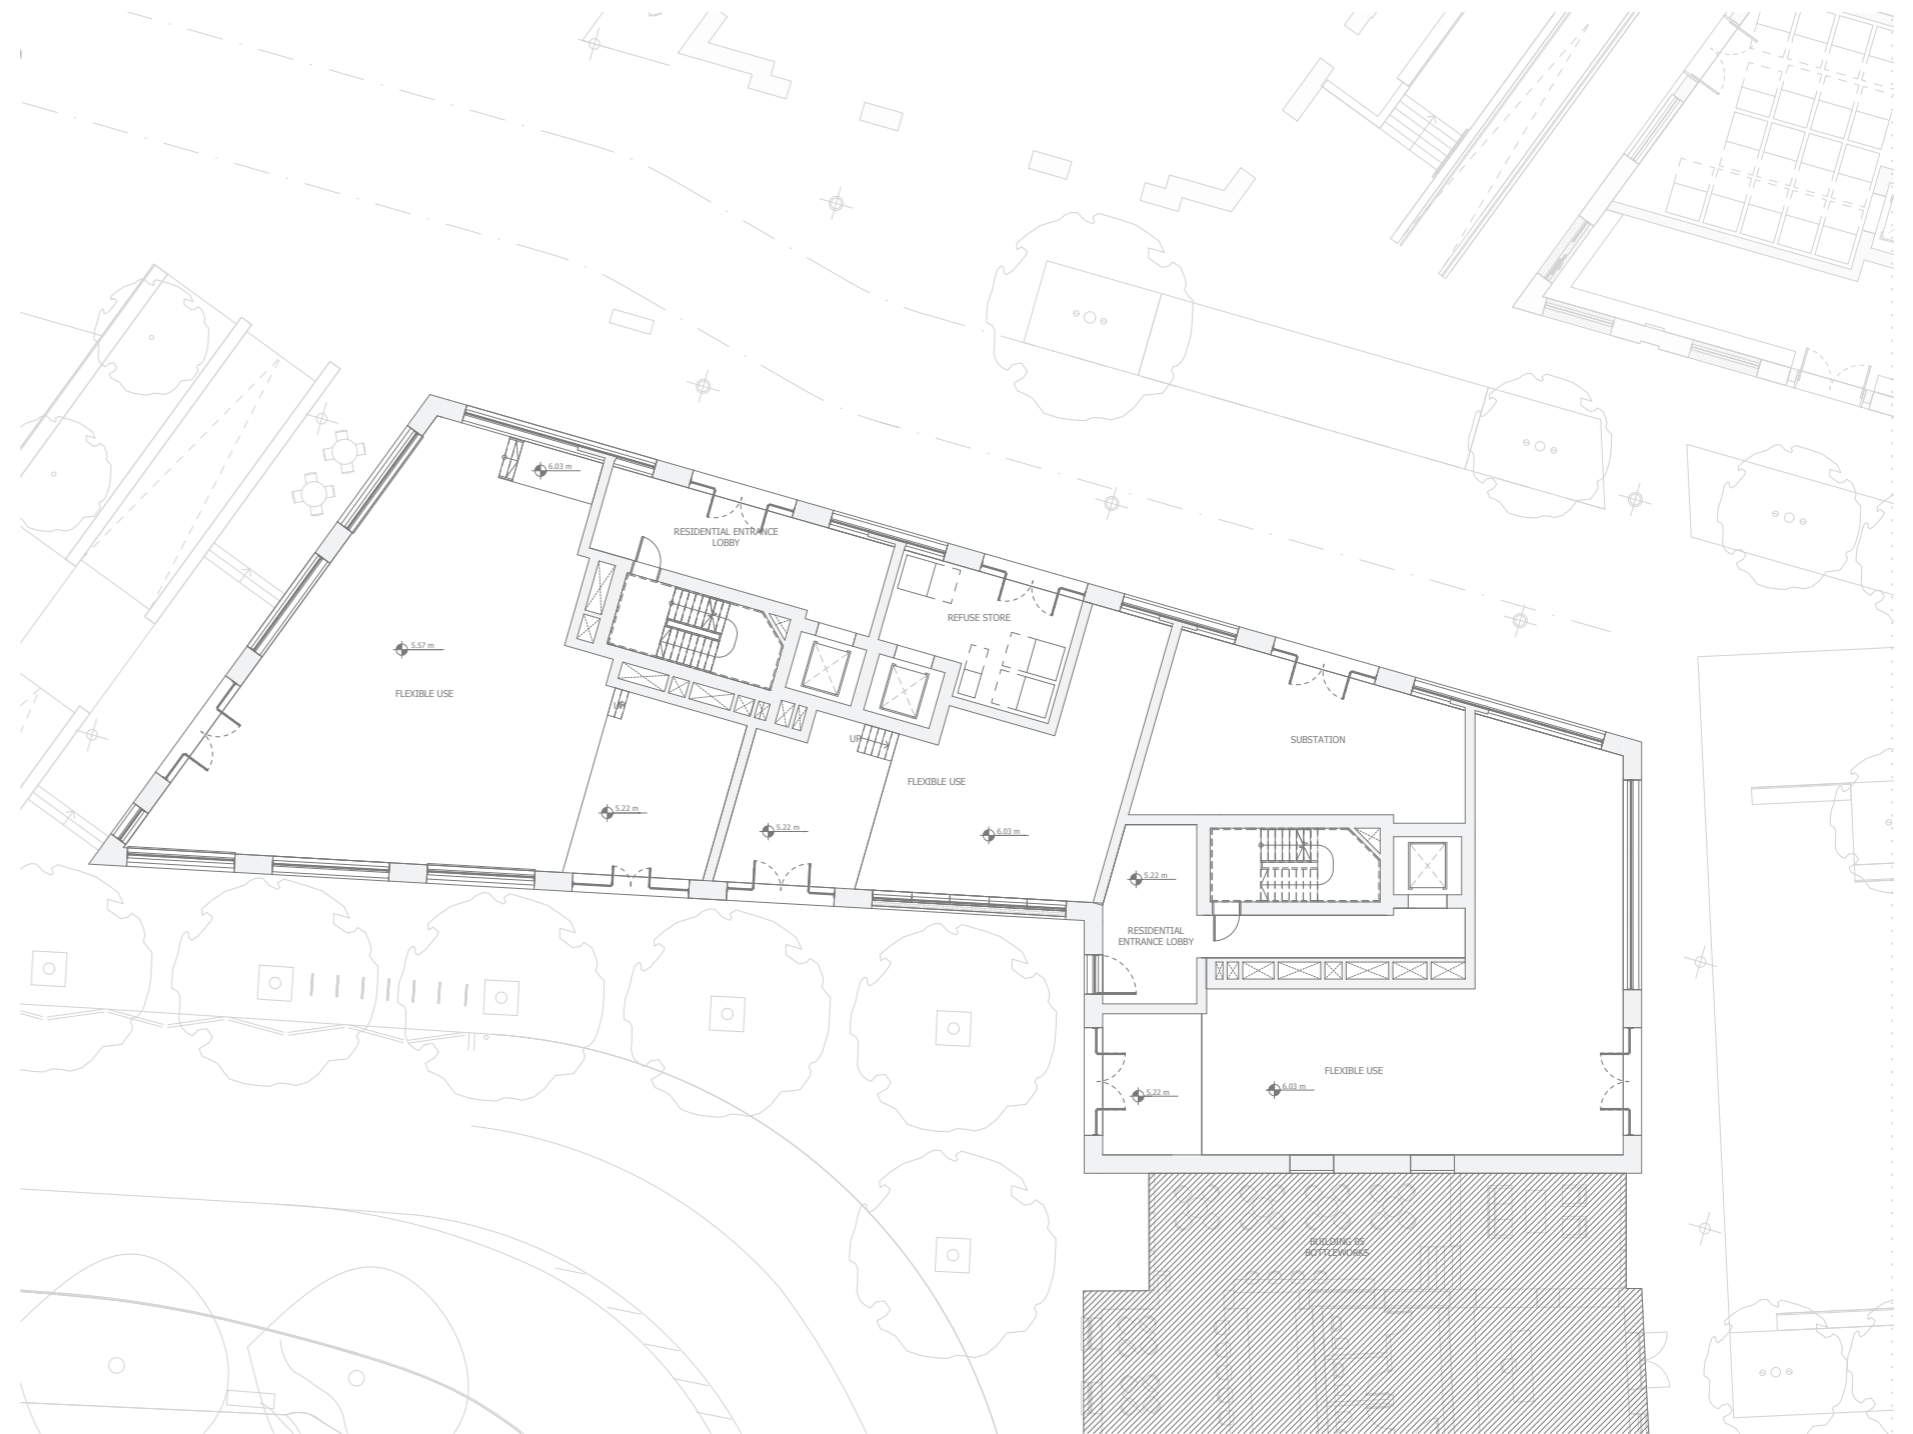 6.03 m
RESIDENTIAL ENTRANCE
LOBBY
REFUSE STORE
5.57 m
FLEXIBLE USE
UP
UP
SUBSTATION
FLEXIBLE USE
5.22 m
5.22 m
6.03 m
5.22 m
RESIDENTIAL
ENTRANCE LOBBY
FLEXIBLE USE
6.03 m
5.22 m
BUILDING 05
BOTTLEWORKS